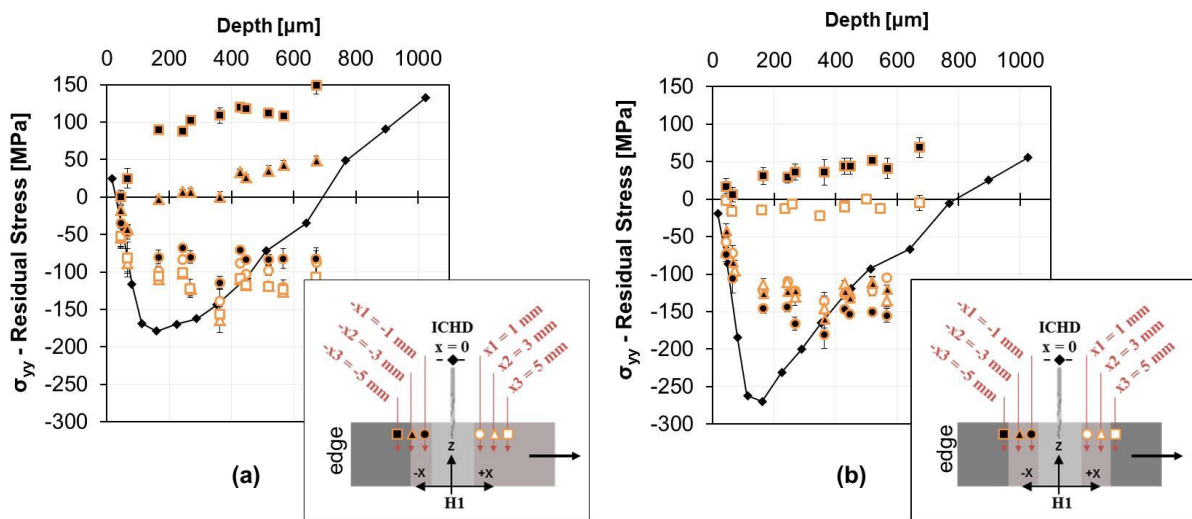 Depth [µm]
0 200 400 600 800 1000
150
100
50
0
-50
-100
-150
-200
-250
-300
σyy - Residual Stress [MPa]
-x1 = -1 mm
-x2 = -3 mm
-x3 = -5 mm
ICHD
x = 0
x1 = 1 mm
x2 = 3 mm
x3 = 5 mm
edge
z
-X +X
H1
(a)
Depth [µm]
0 200 400 600 800 1000
150
100
50
0
-50
-100
-150
-200
-250
-300
σyy - Residual Stress [MPa]
-x1 = -1 mm
-x2 = -3 mm
-x3 = -5 mm
ICHD
x = 0
x1 = 1 mm
x2 = 3 mm
x3 = 5 mm
edge
z
-X +X
H1
(b)